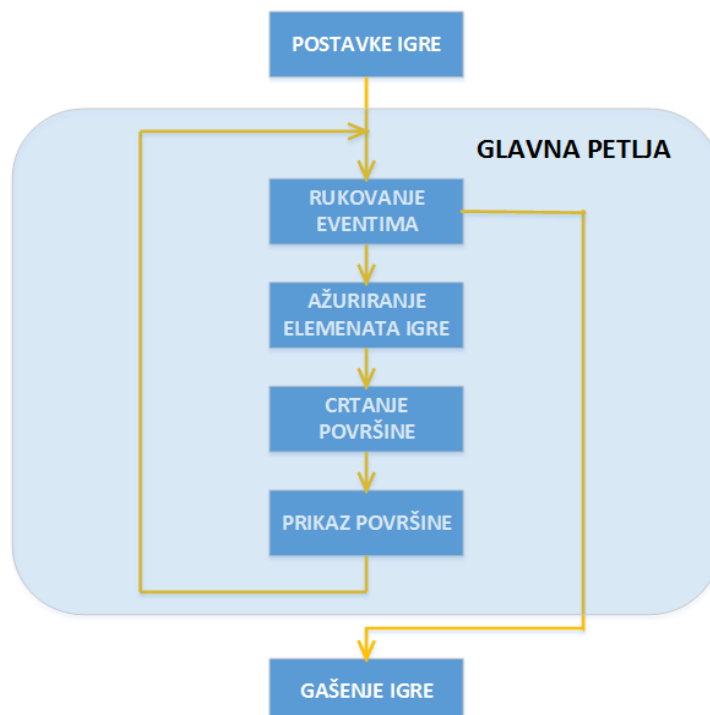 POSTAVKE IGRE
GLAVNA PETLJA
RUKOVANJE
EVENTIMA
AŽURIRANJE
ELEMENATA IGRE
CRTANJE
POVRŠINE
PRIKAZ POVRŠINE
GAŠENJE IGRE